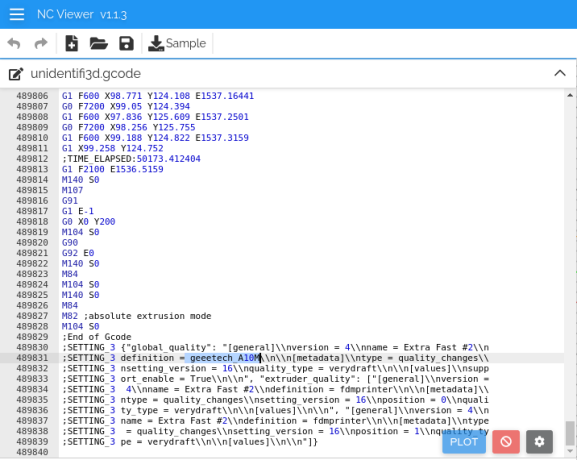 NC Viewer v1.1.3
Sample
unidentifi3d.gcode
489806 G1 F600 X98.771 Y124.108 E1537.16441
489807 G0 F7200 X99.05 Y124.394
489808 G1 F600 X97.836 Y125.609 E1537.2501
489809 G0 F7200 X98.256 Y125.755
489810 G1 F600 X99.188 Y124.822 E1537.3159
489811 G1 X99.258 Y124.752
489812 ;TIME_ELAPSED:50173.412404
489813 G1 F2100 E1536.5159
489814 M140 S0
489815 M107
489816 G91
489817 G1 E-1
489818 G0 X0 Y200
489819 M104 S0
489820 G90
489821 G92 E0
489822 M140 S0
489823 M84
489824 M104 S0
489825 M140 S0
489826 M84
489827 M82 ;absolute extrusion mode
489828 M104 S0
489829 ;End of Gcode
489830 ;SETTING_3 {"global_quality": "[general]\\nversion = 4\\nname = Extra Fast #2\\n
489831 ;SETTING_3 definition = geeetech_A10M\\n\\n[metadata]\\ntype = quality_changes\\
489832 ;SETTING_3 nsetting_version = 16\\nquality_type = verydraft\\n\\n[values]\\nsupp
489833 ;SETTING_3 ort_enable = True\\n\\n", "extruder_quality": ["[general]\\nversion =
489834 ;SETTING_3  4\\nname = Extra Fast #2\\ndefinition = fdmprinter\\n\\n[metadata]\\
489835 ;SETTING_3 ntype = quality_changes\\nsetting_version = 16\\nposition = 0\\nquali
489836 ;SETTING_3 ty_type = verydraft\\n\\n[values]\\n\\n", "[general]\\nversion = 4\\n
489837 ;SETTING_3 name = Extra Fast #2\\ndefinition = fdmprinter\\n\\n[metadata]\\ntype
489838 ;SETTING_3  = quality_changes\\nsetting_version = 16\\nposition = 1\\nquality_ty
489839 ;SETTING_3 pe = verydraft\\n\\n[values]\\n\\n"]}
489840
PLOT